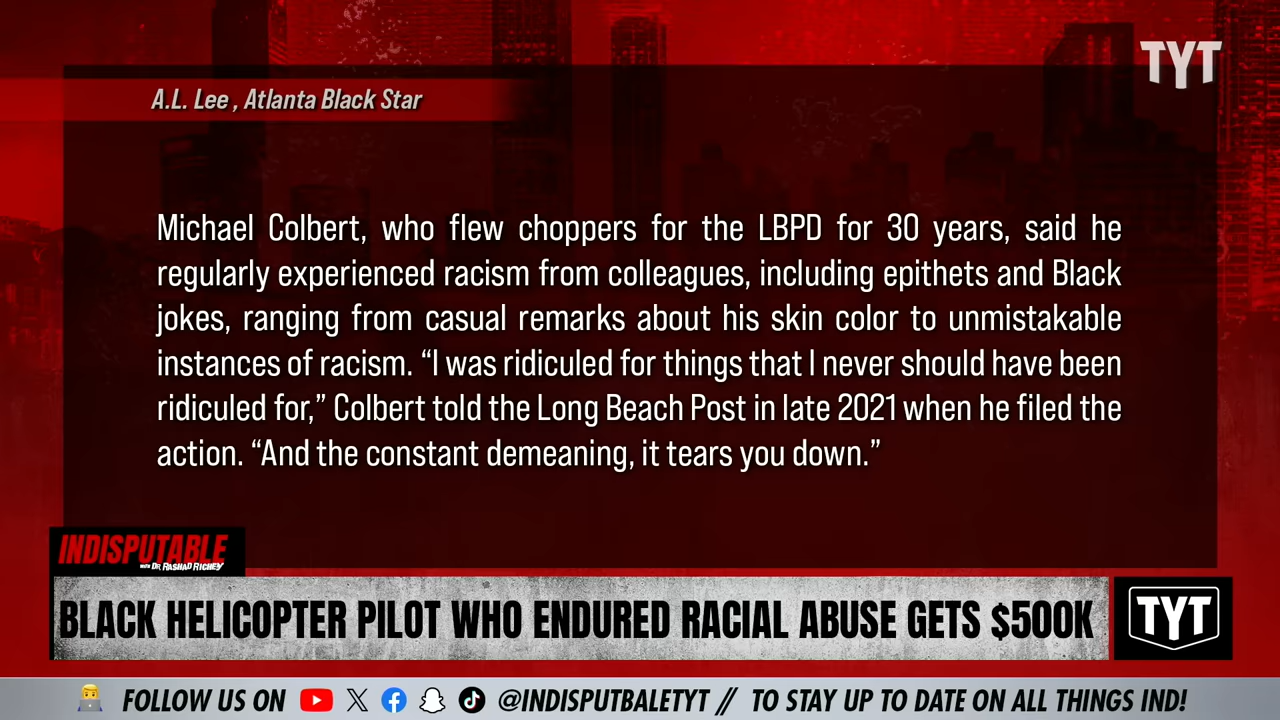 TYT
A.L. Lee , Atlanta Black Star
Michael Colbert, who flew choppers for the LBPD for 30 years, said he
regularly experienced racism from colleagues, including epithets and Black
jokes, ranging from casual remarks about his skin color to unmistakable
instances of racism. “I was ridiculed for things that I never should have been
ridiculed for,” Colbert told the Long Beach Post in late 2021 when he filed the
action. “And the constant demeaning, it tears you down.”
INDISPUTABLE
WITH DR. RASHAD RICHEY
BLACK HELICOPTER PILOT WHO ENDURED RACIAL ABUSE GETS $500K
TYT
FOLLOW US ON @INDISPUTBALETYT // TO STAY UP TO DATE ON ALL THINGS IND!